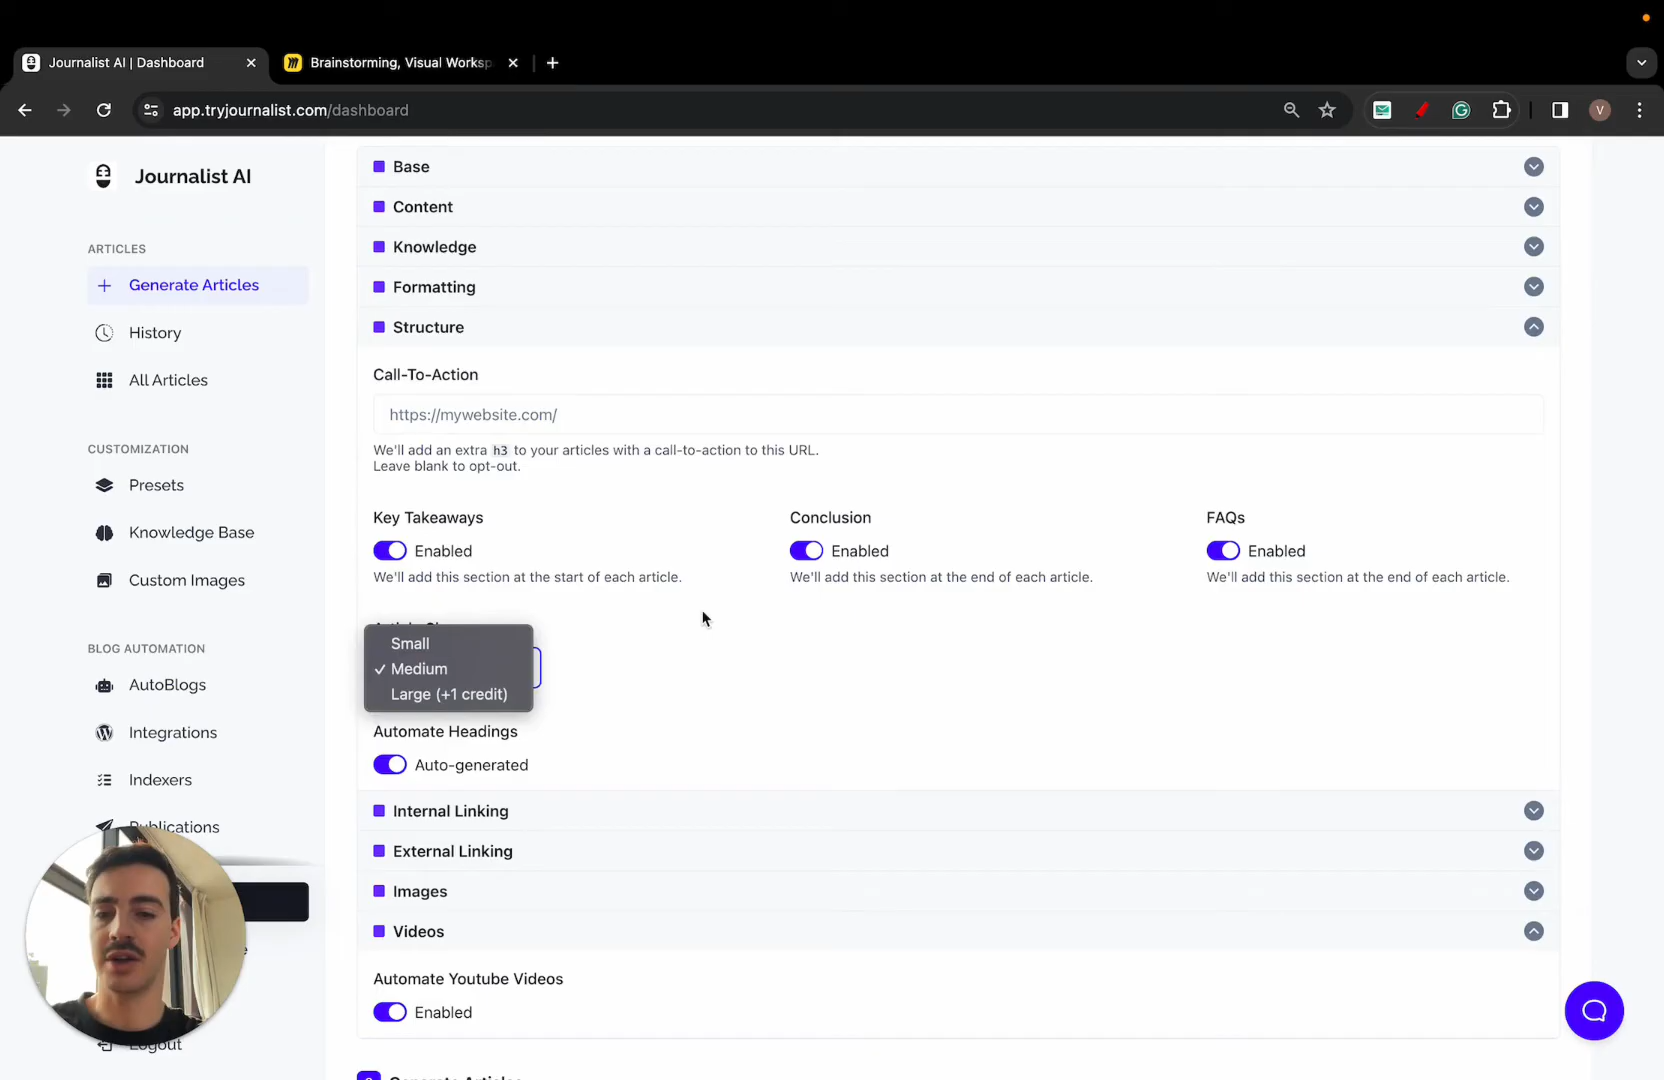 Journalist AI | Dashboard
Brainstorming, Visual Worksp
app.tryjournalist.com/dashboard
V
Journalist AI
ARTICLES
Generate Articles
History
All Articles
CUSTOMIZATION
Presets
Knowledge Base
Custom Images
BLOG AUTOMATION
AutoBlogs
Integrations
Indexers
Publications
Logout
Base
Content
Knowledge
Formatting
Structure
Call-To-Action
https://mywebsite.com/
We'll add an extra h3 to your articles with a call-to-action to this URL.
Leave blank to opt-out.
Key Takeaways
Enabled
We'll add this section at the start of each article.
Conclusion
Enabled
We'll add this section at the end of each article.
FAQs
Enabled
We'll add this section at the end of each article.
Small
Medium
Large (+1 credit)
Automate Headings
Auto-generated
Internal Linking
External Linking
Images
Videos
Automate Youtube Videos
Enabled
Generate Articles